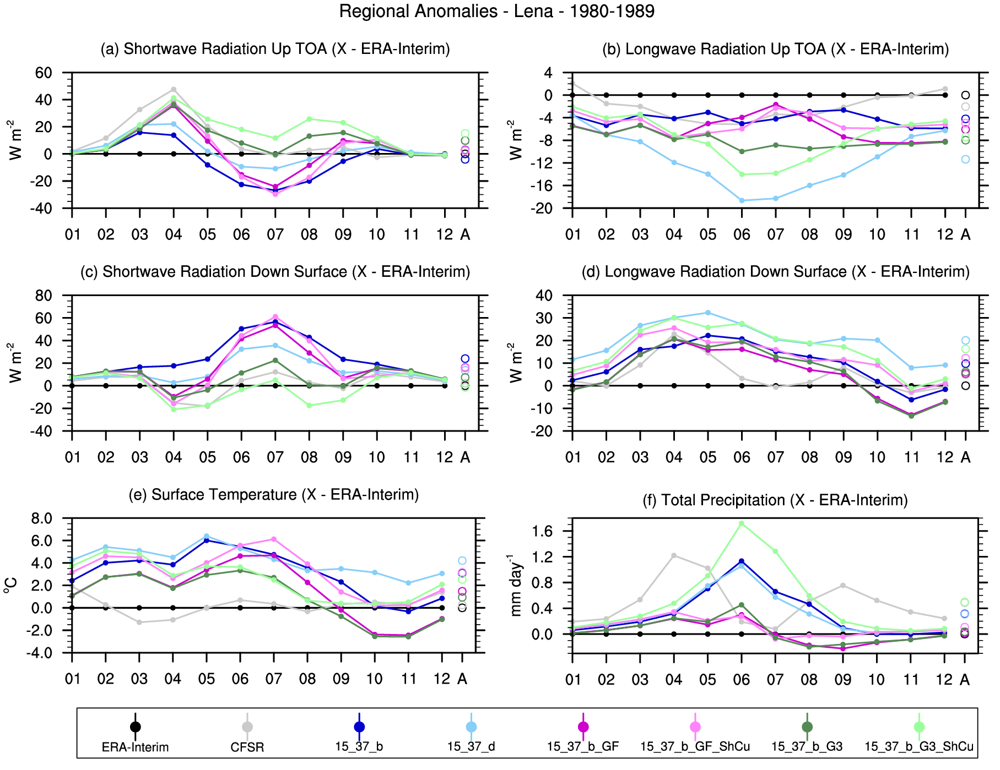 Regional Anomalies - Lena - 1980-1989
(a) Shortwave Radiation Up TOA (X - ERA-Interim)
60
40
20
0
-20
-40
W m-2
01 02 03 04 05 06 07 08 09 10 11 12 A
(b) Longwave Radiation Up TOA (X - ERA-Interim)
4
0
-4
-8
-12
-16
-20
W m-2
01 02 03 04 05 06 07 08 09 10 11 12 A
(c) Shortwave Radiation Down Surface (X - ERA-Interim)
80
60
40
20
0
-20
-40
W m-2
01 02 03 04 05 06 07 08 09 10 11 12 A
(d) Longwave Radiation Down Surface (X - ERA-Interim)
40
30
20
10
0
-10
-20
W m-2
01 02 03 04 05 06 07 08 09 10 11 12 A
(e) Surface Temperature (X - ERA-Interim)
8.0
6.0
4.0
2.0
0.0
-2.0
-4.0
oC
01 02 03 04 05 06 07 08 09 10 11 12 A
(f) Total Precipitation (X - ERA-Interim)
1.6
1.2
0.8
0.4
0.0
mm day-1
01 02 03 04 05 06 07 08 09 10 11 12 A
ERA-Interim CFSR 15_37_b 15_37_d 15_37_b_GF 15_37_b_GF_ShCu 15_37_b_G3 15_37_b_G3_ShCu